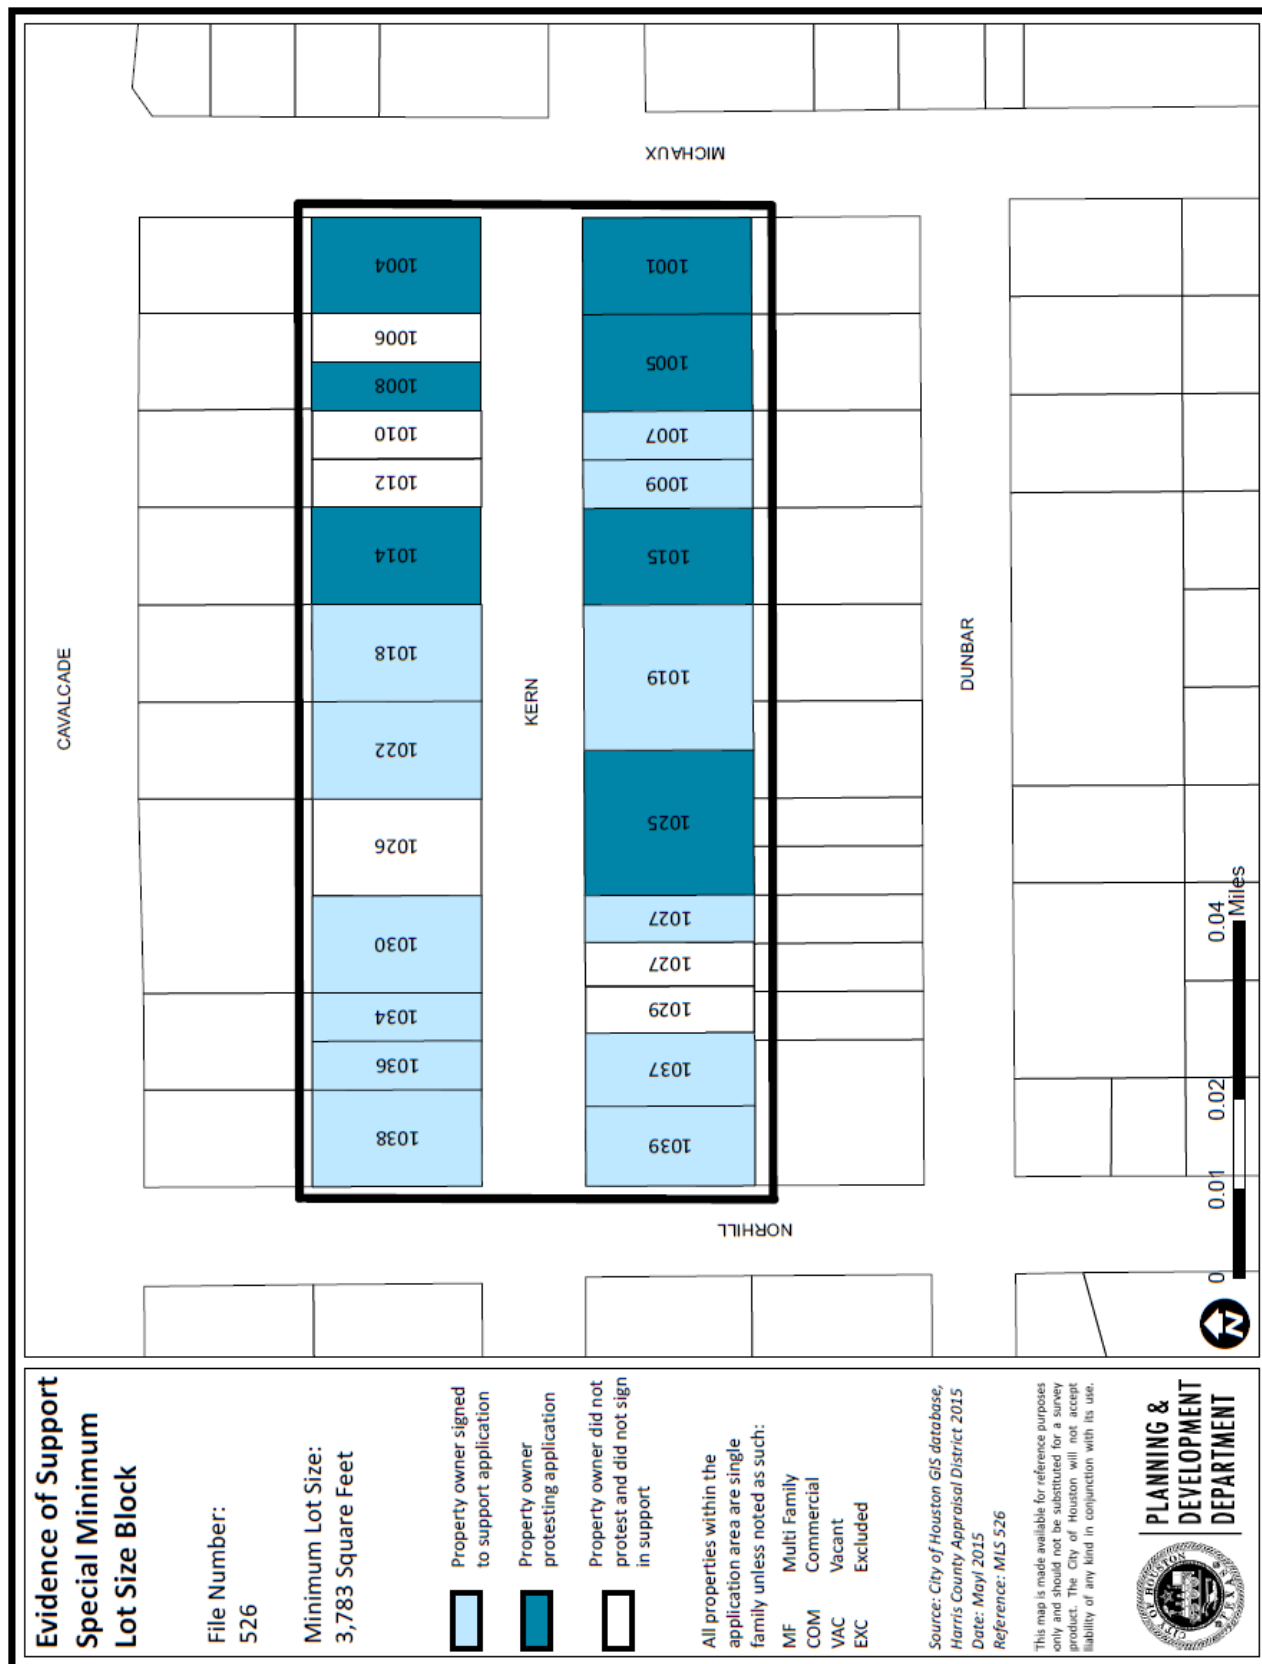 Evidence of Support
Special Minimum
Lot Size Block
File Number:
526
Minimum Lot Size:
3,783 Square Feet
Property owner signed
to support application
Property owner
protesting application
Property owner did not
protest and did not sign
in support
All properties within the
application area are single
family unless noted as such:
MF Multi Family
COM Commercial
VAC Vacant
EXC Excluded
Source: City of Houston GIS database,
Harris County Appraisal District 2015
Date: Mayl 2015
Reference: MLS 526
This map is made available for reference purposes
only and should not be substituted for a survey
product. The City of Houston will not accept
liability of any kind in conjunction with its use.
CITY OF HOUSTON
TEXAS
PLANNING &
DEVELOPMENT
DEPARTMENT
CAVALCADE
1038
1036
1034
1030
1026
1022
1018
1014
1012
1010
1008
1006
1004
KERN
NORHILL
MICHAUX
1039
1037
1029
1027
1027
1025
1019
1015
1009
1007
1005
1001
DUNBAR
N
0 0.01 0.02 0.04
Miles